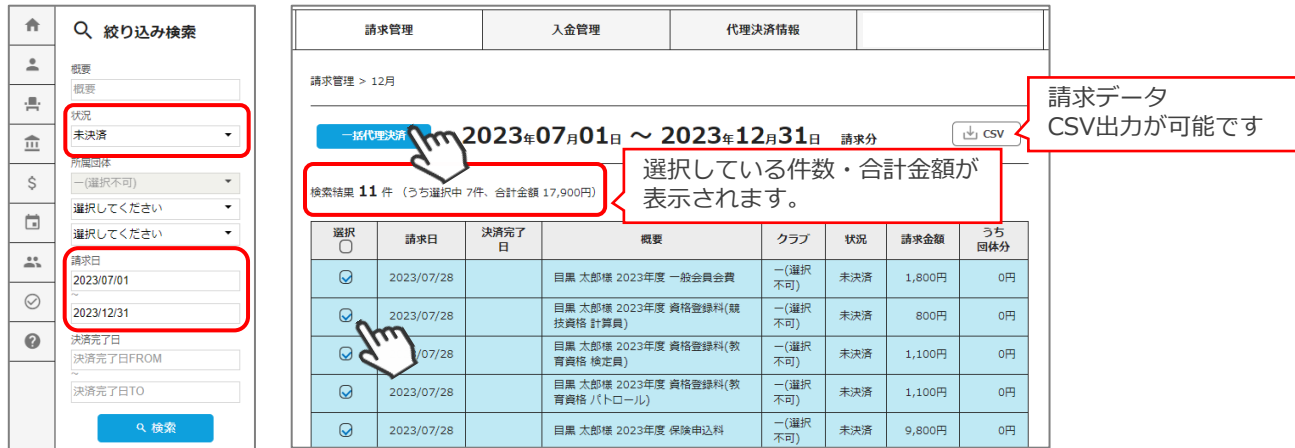 絞り込み検索
概要
概要
状況
未決済
所属団体
ー(選択不可)
選択してください
選択してください
請求日
2023/07/01
~
2023/12/31
決済完了日
決済完了日FROM
~
決済完了日TO
検索
請求管理 入金管理 代理決済情報
請求管理 > 12月
一括代理決済 2023年07月01日 ～ 2023年12月31日 請求分 CSV
請求データ
CSV出力が可能です
検索結果 11 件 （うち選択中 7件、合計金額 17,900円）
選択している件数・合計金額が
表示されます。
選択 請求日 決済完了日 概要 クラブ 状況 請求金額 うち団体分
2023/07/28 目黒 太郎様 2023年度 一般会員会費 ー(選択不可) 未決済 1,800円 0円
2023/07/28 目黒 太郎様 2023年度 資格登録料(競技資格 計算員) ー(選択不可) 未決済 800円 0円
/07/28 目黒 太郎様 2023年度 資格登録料(教育資格 検定員) ー(選択不可) 未決済 1,100円 0円
2023/07/28 目黒 太郎様 2023年度 資格登録料(教育資格 パトロール) ー(選択不可) 未決済 1,100円 0円
2023/07/28 目黒 太郎様 2023年度 保険申込料 ー(選択不可) 未決済 9,800円 0円